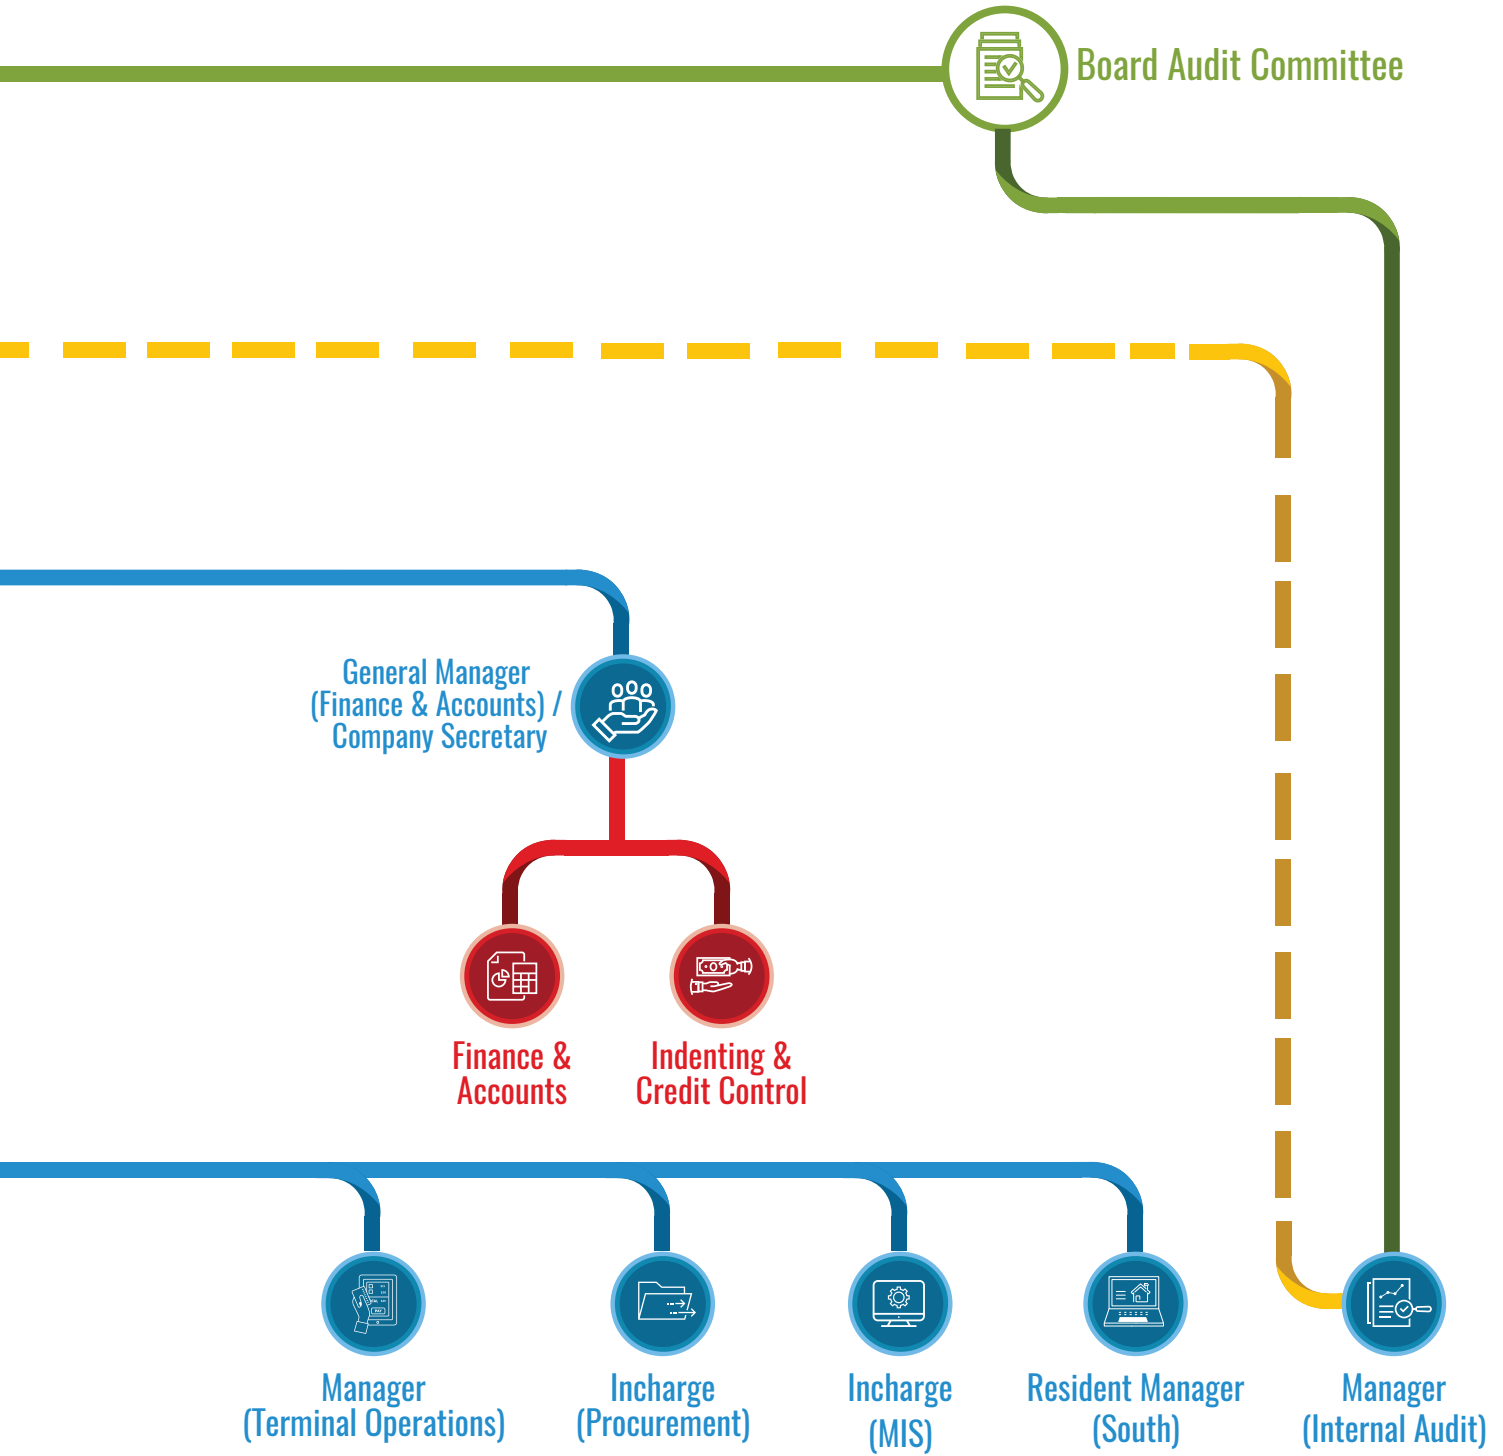 Board Audit Committee
General Manager
(Finance & Accounts) /
Company Secretary
Finance &
Accounts
Indenting &
Credit Control
Manager
(Terminal Operations)
Incharge
(Procurement)
Incharge
(MIS)
Resident Manager
(South)
Manager
(Internal Audit)